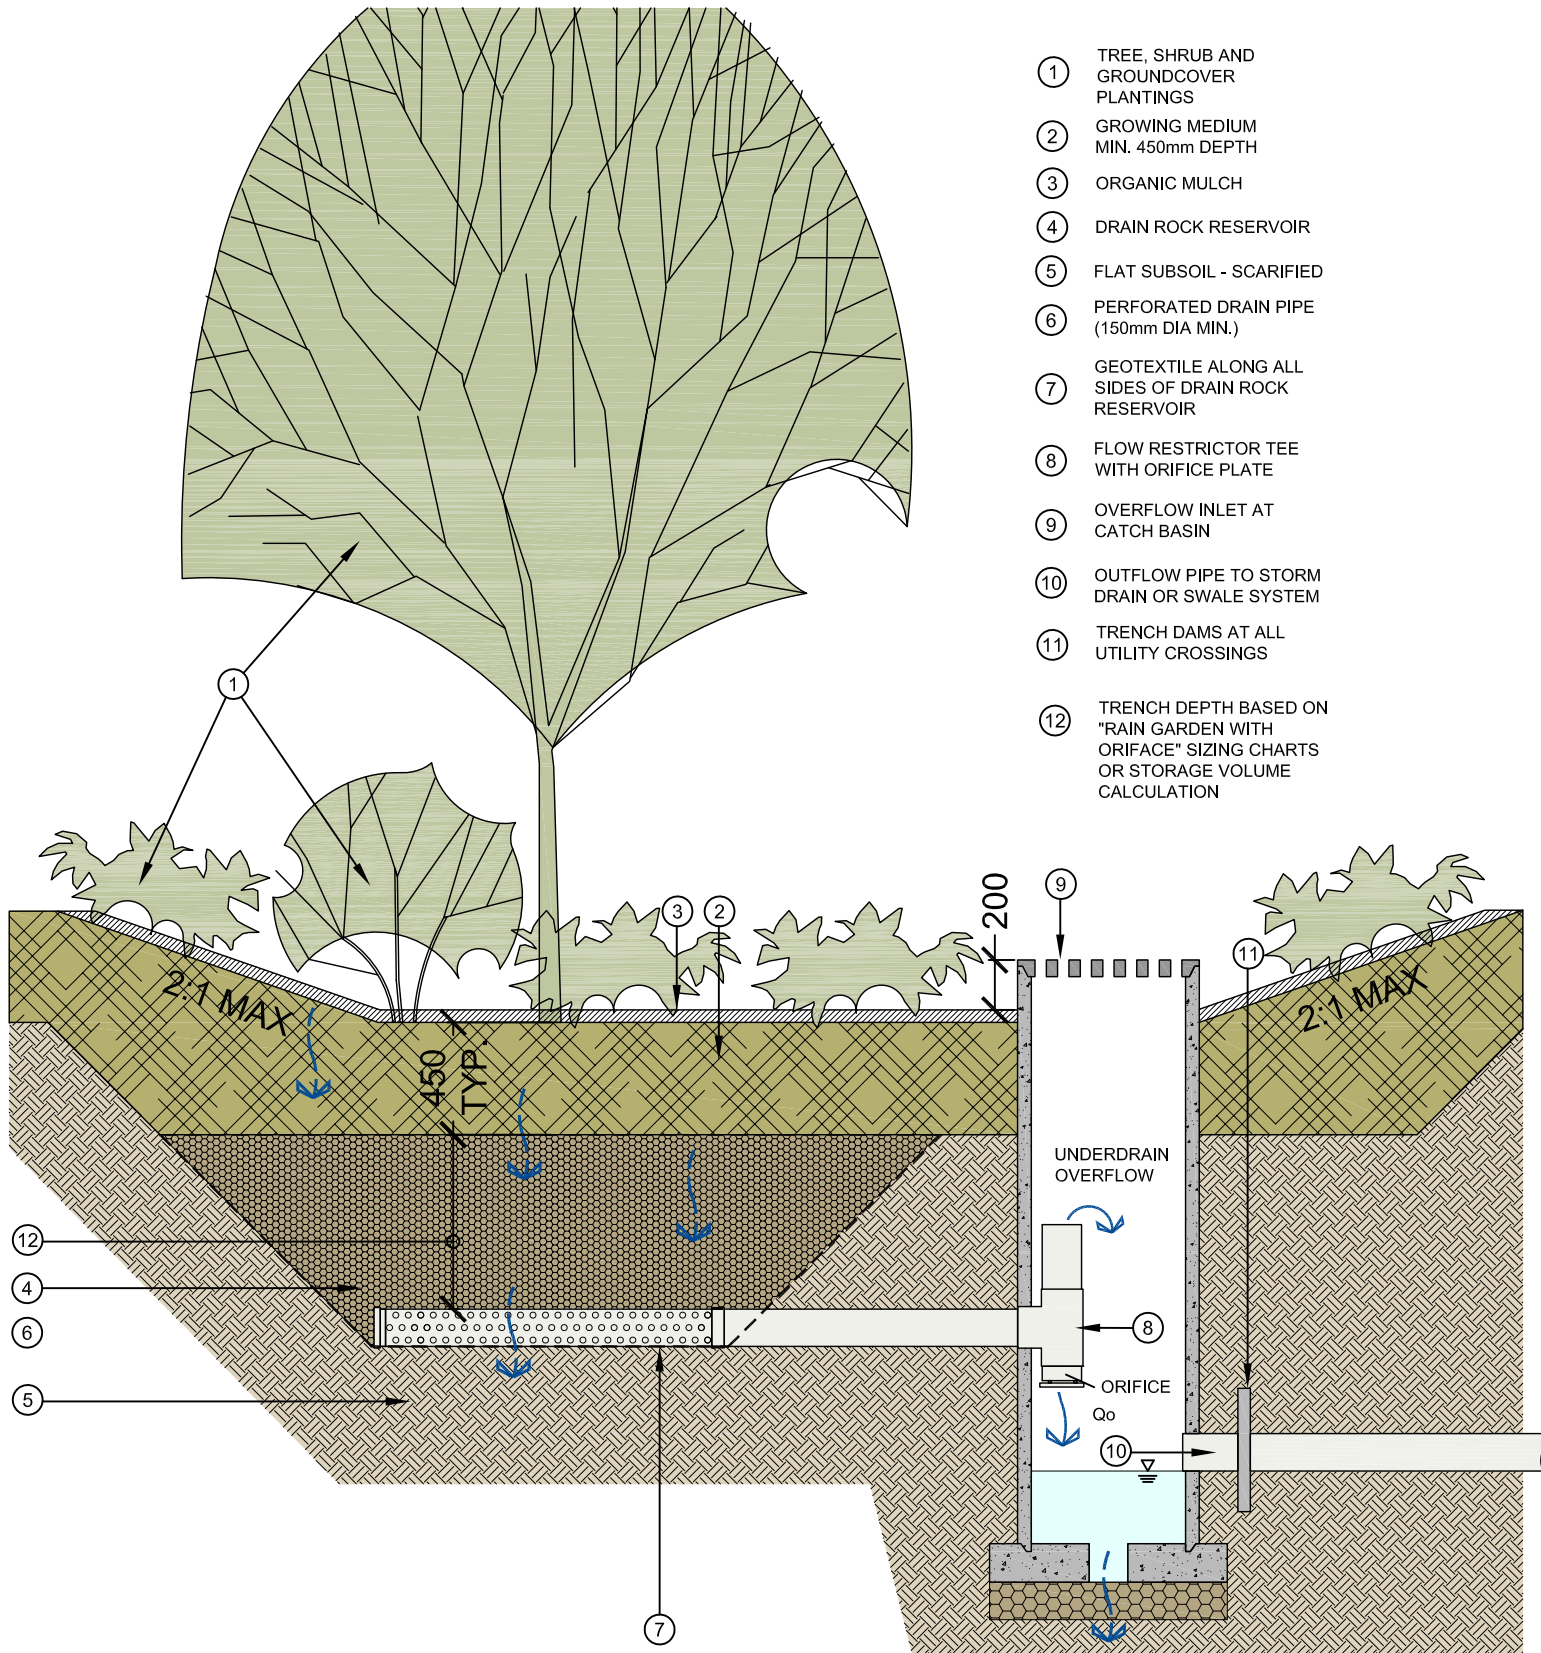 1
TREE, SHRUB AND
GROUNDCOVER
PLANTINGS
2
GROWING MEDIUM
MIN. 450mm DEPTH
3
ORGANIC MULCH
4
DRAIN ROCK RESERVOIR
5
FLAT SUBSOIL - SCARIFIED
6
PERFORATED DRAIN PIPE
(150mm DIA MIN.)
7
GEOTEXTILE ALONG ALL
SIDES OF DRAIN ROCK
RESERVOIR
8
FLOW RESTRICTOR TEE
WITH ORIFICE PLATE
9
OVERFLOW INLET AT
CATCH BASIN
10
OUTFLOW PIPE TO STORM
DRAIN OR SWALE SYSTEM
11
TRENCH DAMS AT ALL
UTILITY CROSSINGS
12
TRENCH DEPTH BASED ON
"RAIN GARDEN WITH
ORIFACE" SIZING CHARTS
OR STORAGE VOLUME
CALCULATION
1
3
2
200
9
11
2:1 MAX
2:1 MAX
450
TYP.
UNDERDRAIN
OVERFLOW
12
4
6
8
5
ORIFICE
Qo
10
7